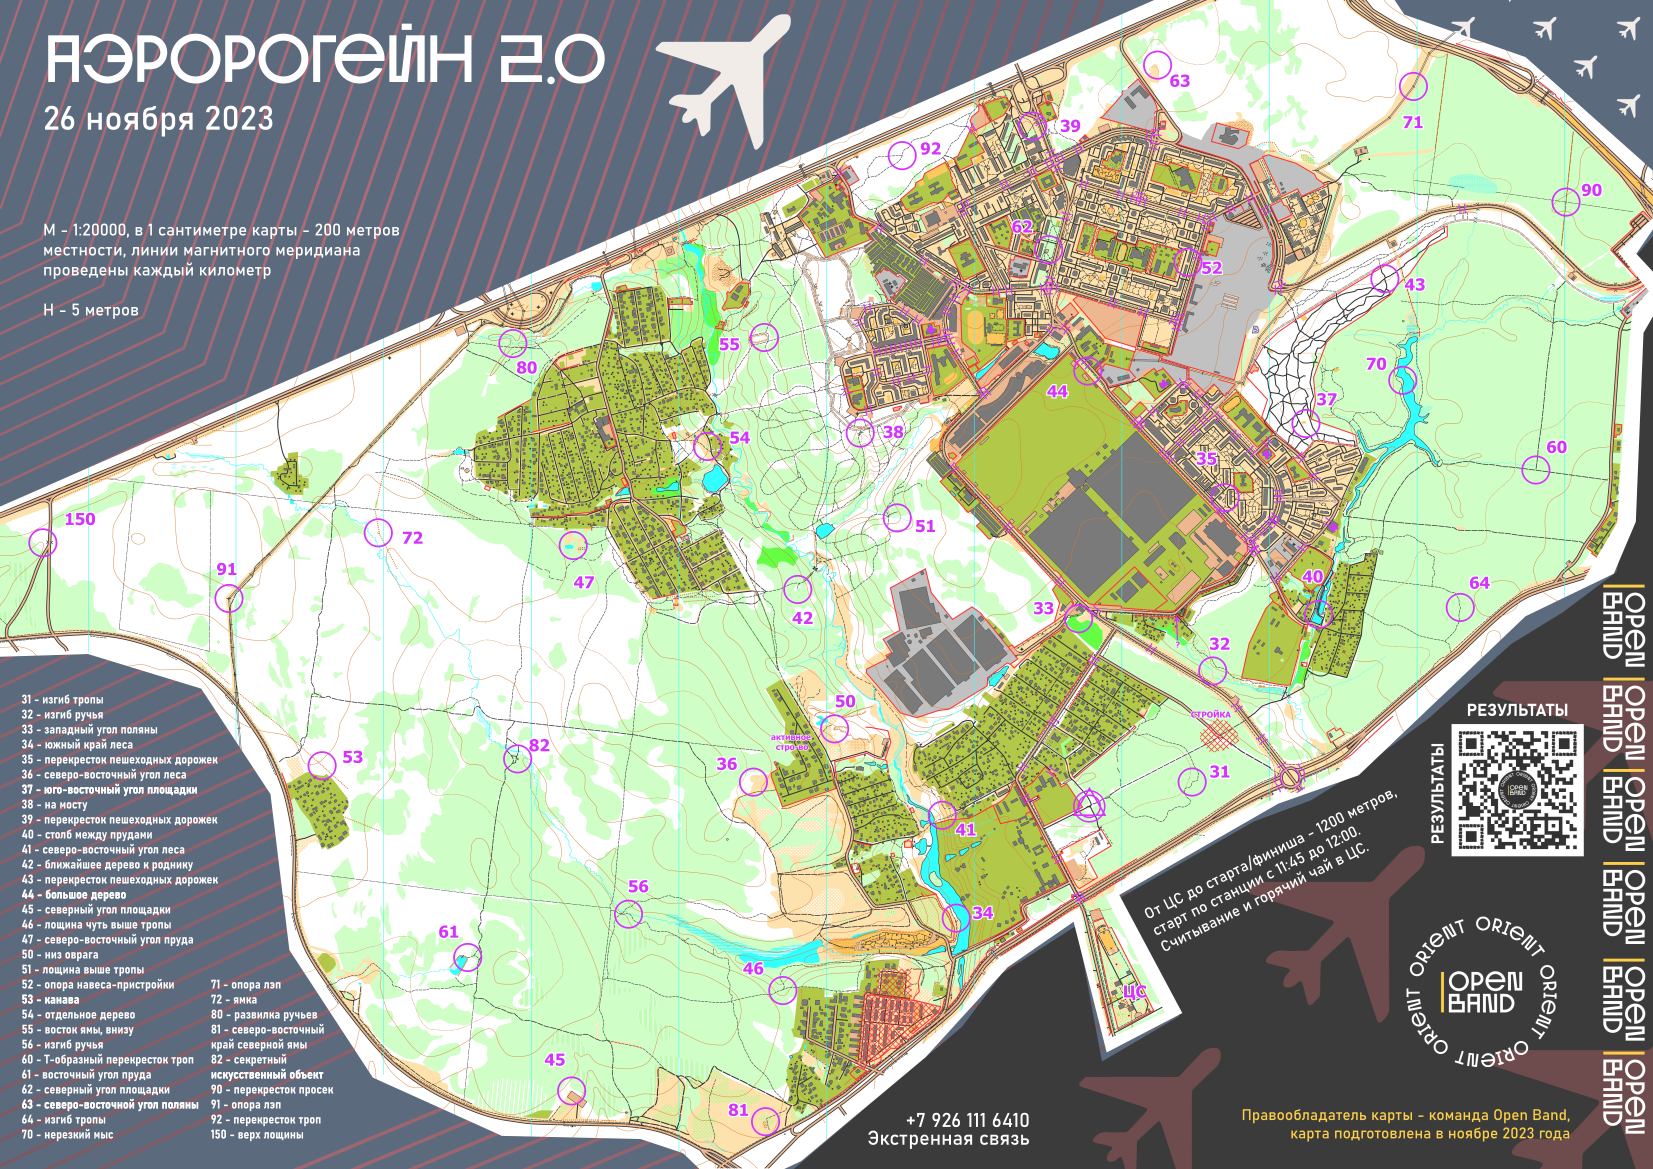 АЭРОРОГЕЙН 2.0
26 ноября 2023
М - 1:20000, в 1 сантиметре карты - 200 метров
местности, линии магнитного меридиана
проведены каждый километр
H - 5 метров
63
71
39
92
90
62
52
43
55
80
70
44
37
38
54
35
60
150
51
72
91
47
40
64
42
33
32
50
СТРОЙКА
активное
стро-во
82
53
36
31
41
56
34
61
46
ЦС
45
81
31 - изгиб тропы
32 - изгиб ручья
33 - западный угол поляны
34 - южный край леса
35 - перекресток пешеходных дорожек
36 - северо-восточный угол леса
37 - юго-восточный угол площадки
38 - на мосту
39 - перекресток пешеходных дорожек
40 - столб между прудами
41 - северо-восточный угол леса
42 - ближайшее дерево к роднику
43 - перекресток пешеходных дорожек
44 - большое дерево
45 - северный угол площадки
46 - лощина чуть выше тропы
47 - северо-восточный угол пруда
50 - низ оврага
51 - лощина выше тропы
52 - опора навеса-пристройки
53 - канава
54 - отдельное дерево
55 - восток ямы, внизу
56 - изгиб ручья
60 - Т-образный перекресток троп
61 - восточный угол пруда
62 - северный угол площадки
63 - северо-восточной угол поляны
64 - изгиб тропы
70 - нерезкий мыс
71 - опора лэп
72 - ямка
80 - развилка ручьев
81 - северо-восточный
край северной ямы
82 - секретный
искусственный объект
90 - перекресток просек
91 - опора лэп
92 - перекресток троп
150 - верх лощины
РЕЗУЛЬТАТЫ
РЕЗУЛЬТАТЫ
OPEN BAND
От ЦС до старта/финиша - 1200 метров,
старт по станции с 11:45 до 12:00.
Считывание и горячий чай в ЦС.
ORIENT ORIENT ORIENT ORIENT ORIENT ORIENT
OPEN
BAND
OPEN BAND
OPEN BAND
OPEN BAND
OPEN BAND
OPEN BAND
OPEN BAND
+7 926 111 6410
Экстренная связь
Правообладатель карты - команда Open Band,
карта подготовлена в ноябре 2023 года